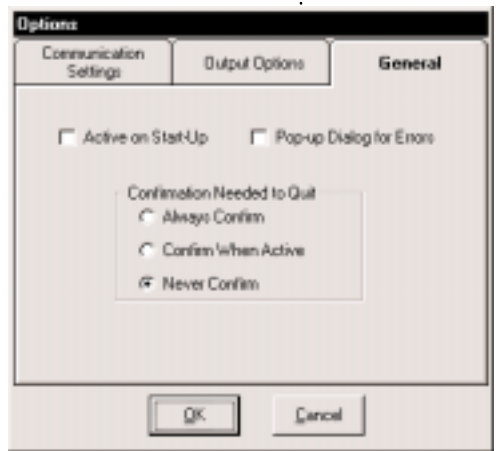 Options
Communication Settings
Output Options
General
Active on Start-Up
Pop-up Dialog for Errors
Confirmation Needed to Quit
Always Confirm
Confirm When Active
Never Confirm
OK
Cancel